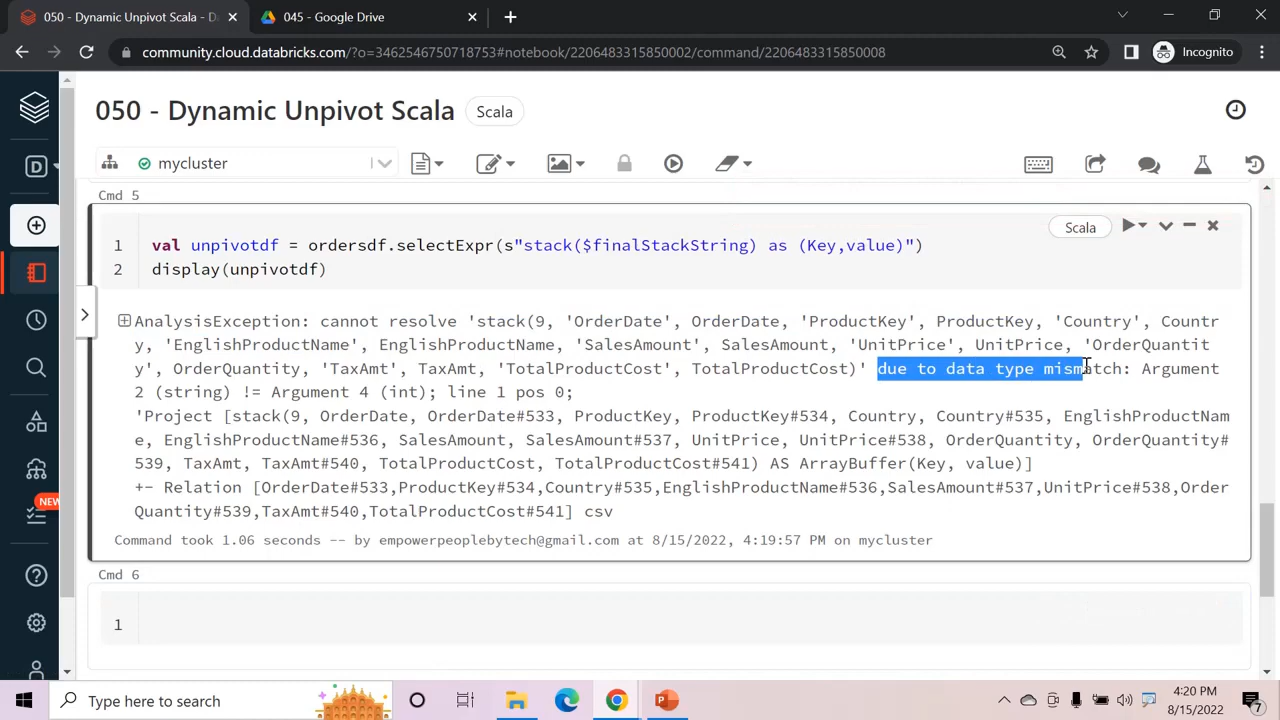 050 - Dynamic Unpivot Scala - Da
045 - Google Drive
community.cloud.databricks.com/?o=3462546750718753#notebook/2206483315850002/command/2206483315850008
Incognito
050 - Dynamic Unpivot Scala
Scala
D
mycluster
Cmd 5
Scala
1 val unpivotdf = ordersdf.selectExpr(s"stack($finalStackString) as (Key,value)")
2 display(unpivotdf)
AnalysisException: cannot resolve 'stack(9, 'OrderDate', OrderDate, 'ProductKey', ProductKey, 'Country', Countr
y, 'EnglishProductName', EnglishProductName, 'SalesAmount', SalesAmount, 'UnitPrice', UnitPrice, 'OrderQuantit
y', OrderQuantity, 'TaxAmt', TaxAmt, 'TotalProductCost', TotalProductCost)' due to data type mismatch: Argument
2 (string) != Argument 4 (int); line 1 pos 0;
'Project [stack(9, OrderDate, OrderDate#533, ProductKey, ProductKey#534, Country, Country#535, EnglishProductNam
e, EnglishProductName#536, SalesAmount, SalesAmount#537, UnitPrice, UnitPrice#538, OrderQuantity, OrderQuantity#
539, TaxAmt, TaxAmt#540, TotalProductCost, TotalProductCost#541) AS ArrayBuffer(Key, value)]
+- Relation [OrderDate#533,ProductKey#534,Country#535,EnglishProductName#536,SalesAmount#537,UnitPrice#538,Order
Quantity#539,TaxAmt#540,TotalProductCost#541] csv
Command took 1.06 seconds -- by empowerpeoplebytech@gmail.com at 8/15/2022, 4:19:57 PM on mycluster
NEW
Cmd 6
1
Type here to search
4:20 PM
8/15/2022
7